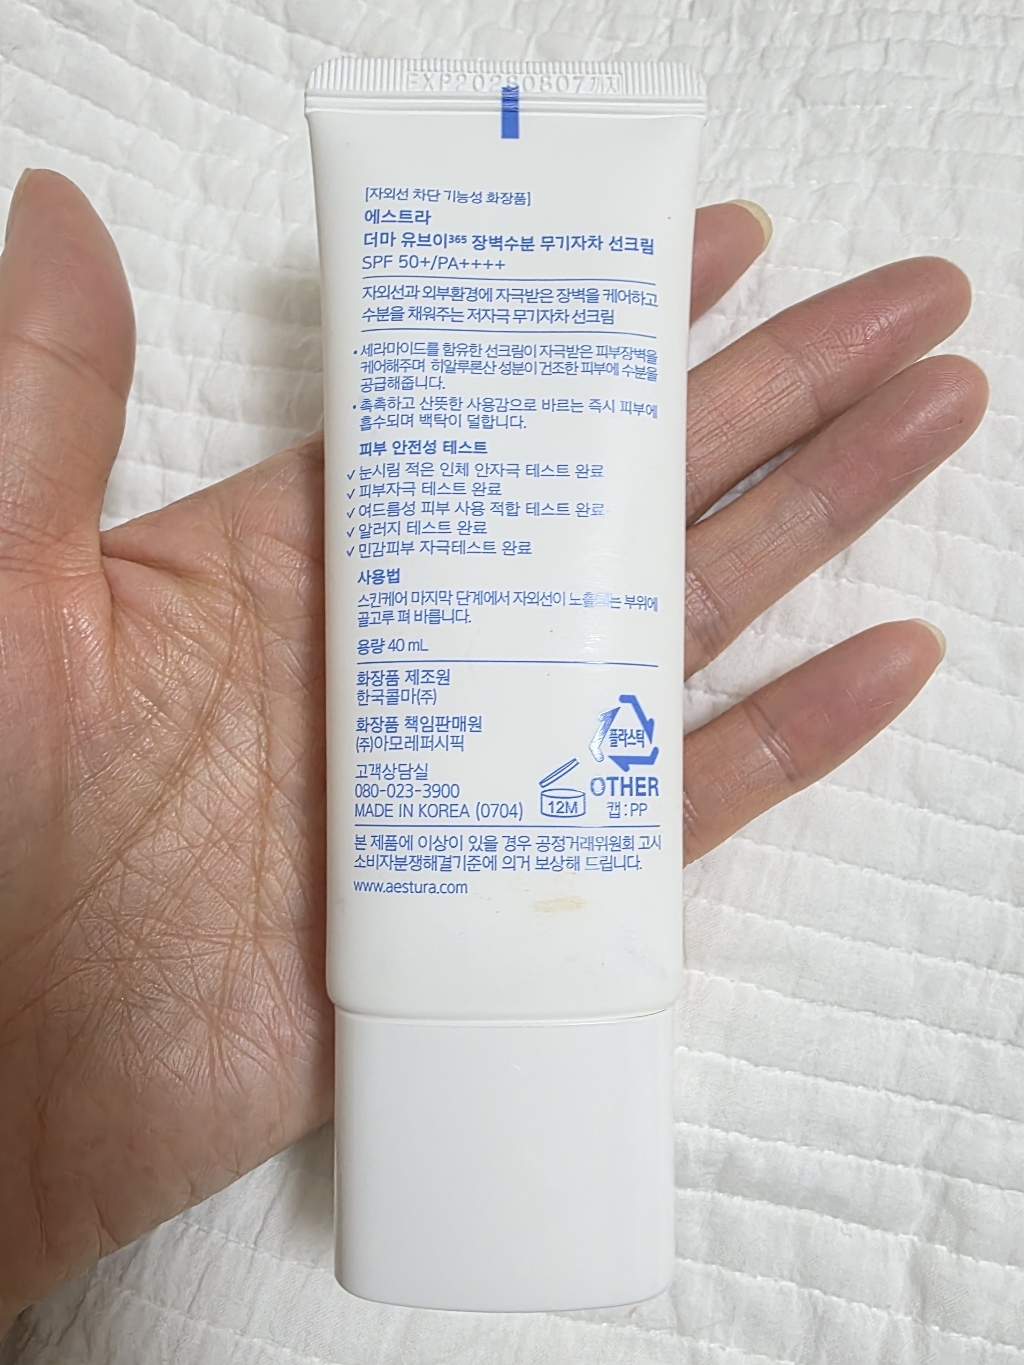 [자외선 차단 기능성 화장품]
에스트라
더마 유브이365 장벽수분 무기자차 선크림
SPF 50+/PA++++
자외선과 외부환경에 자극받은 장벽을 케어하고
수분을 채워주는 저자극 무기자차 선크림
• 세라마이드를 함유한 선크림이 자극받은 피부장벽을
케어해주며 히알루론산 성분이 건조한 피부에 수분을
공급해줍니다.
• 촉촉하고 산뜻한 사용감으로 바르는 즉시 피부에
흡수되며 백탁이 덜합니다.
피부 안전성 테스트
✓ 눈시림 적은 인체 안자극 테스트 완료
✓ 피부자극 테스트 완료
✓ 여드름성 피부 사용 적합 테스트 완료
✓ 알러지 테스트 완료
✓ 민감피부 자극테스트 완료
사용법
스킨케어 마지막 단계에서 자외선이 부위에
골고루 펴 바릅니다.
용량 40 mL
화장품 제조원
한국콜마(주)
화장품 책임판매원
(주)아모레퍼시픽
고객상담실
080-023-3900
MADE IN KOREA (0704)
12M
플라스틱
OTHER
캡 : PP
본 제품에 이상이 있을 경우 공정거래위원회 고시
소비자분쟁해결기준에 의거 보상해 드립니다.
www.aestura.com